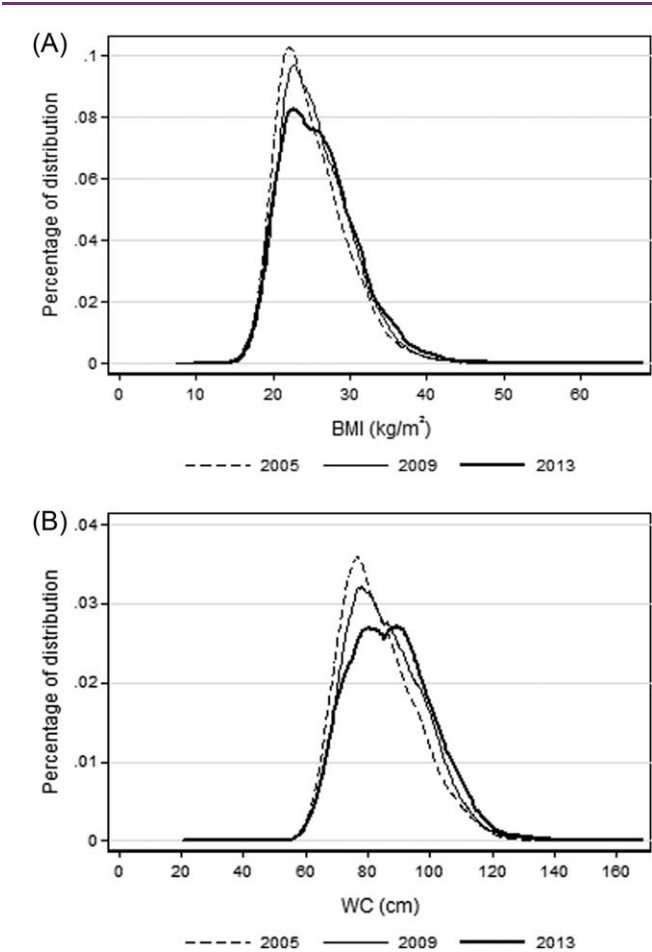 (A)
.1
.08
.06
.04
.02
0
Percentage of distribution
0 10 20 30 40 50 60
BMI (kg/m²)
2005 2009 2013
(B)
.04
.03
.02
.01
0
Percentage of distribution
0 20 40 60 80 100 120 140 160
WC (cm)
2005 2009 2013